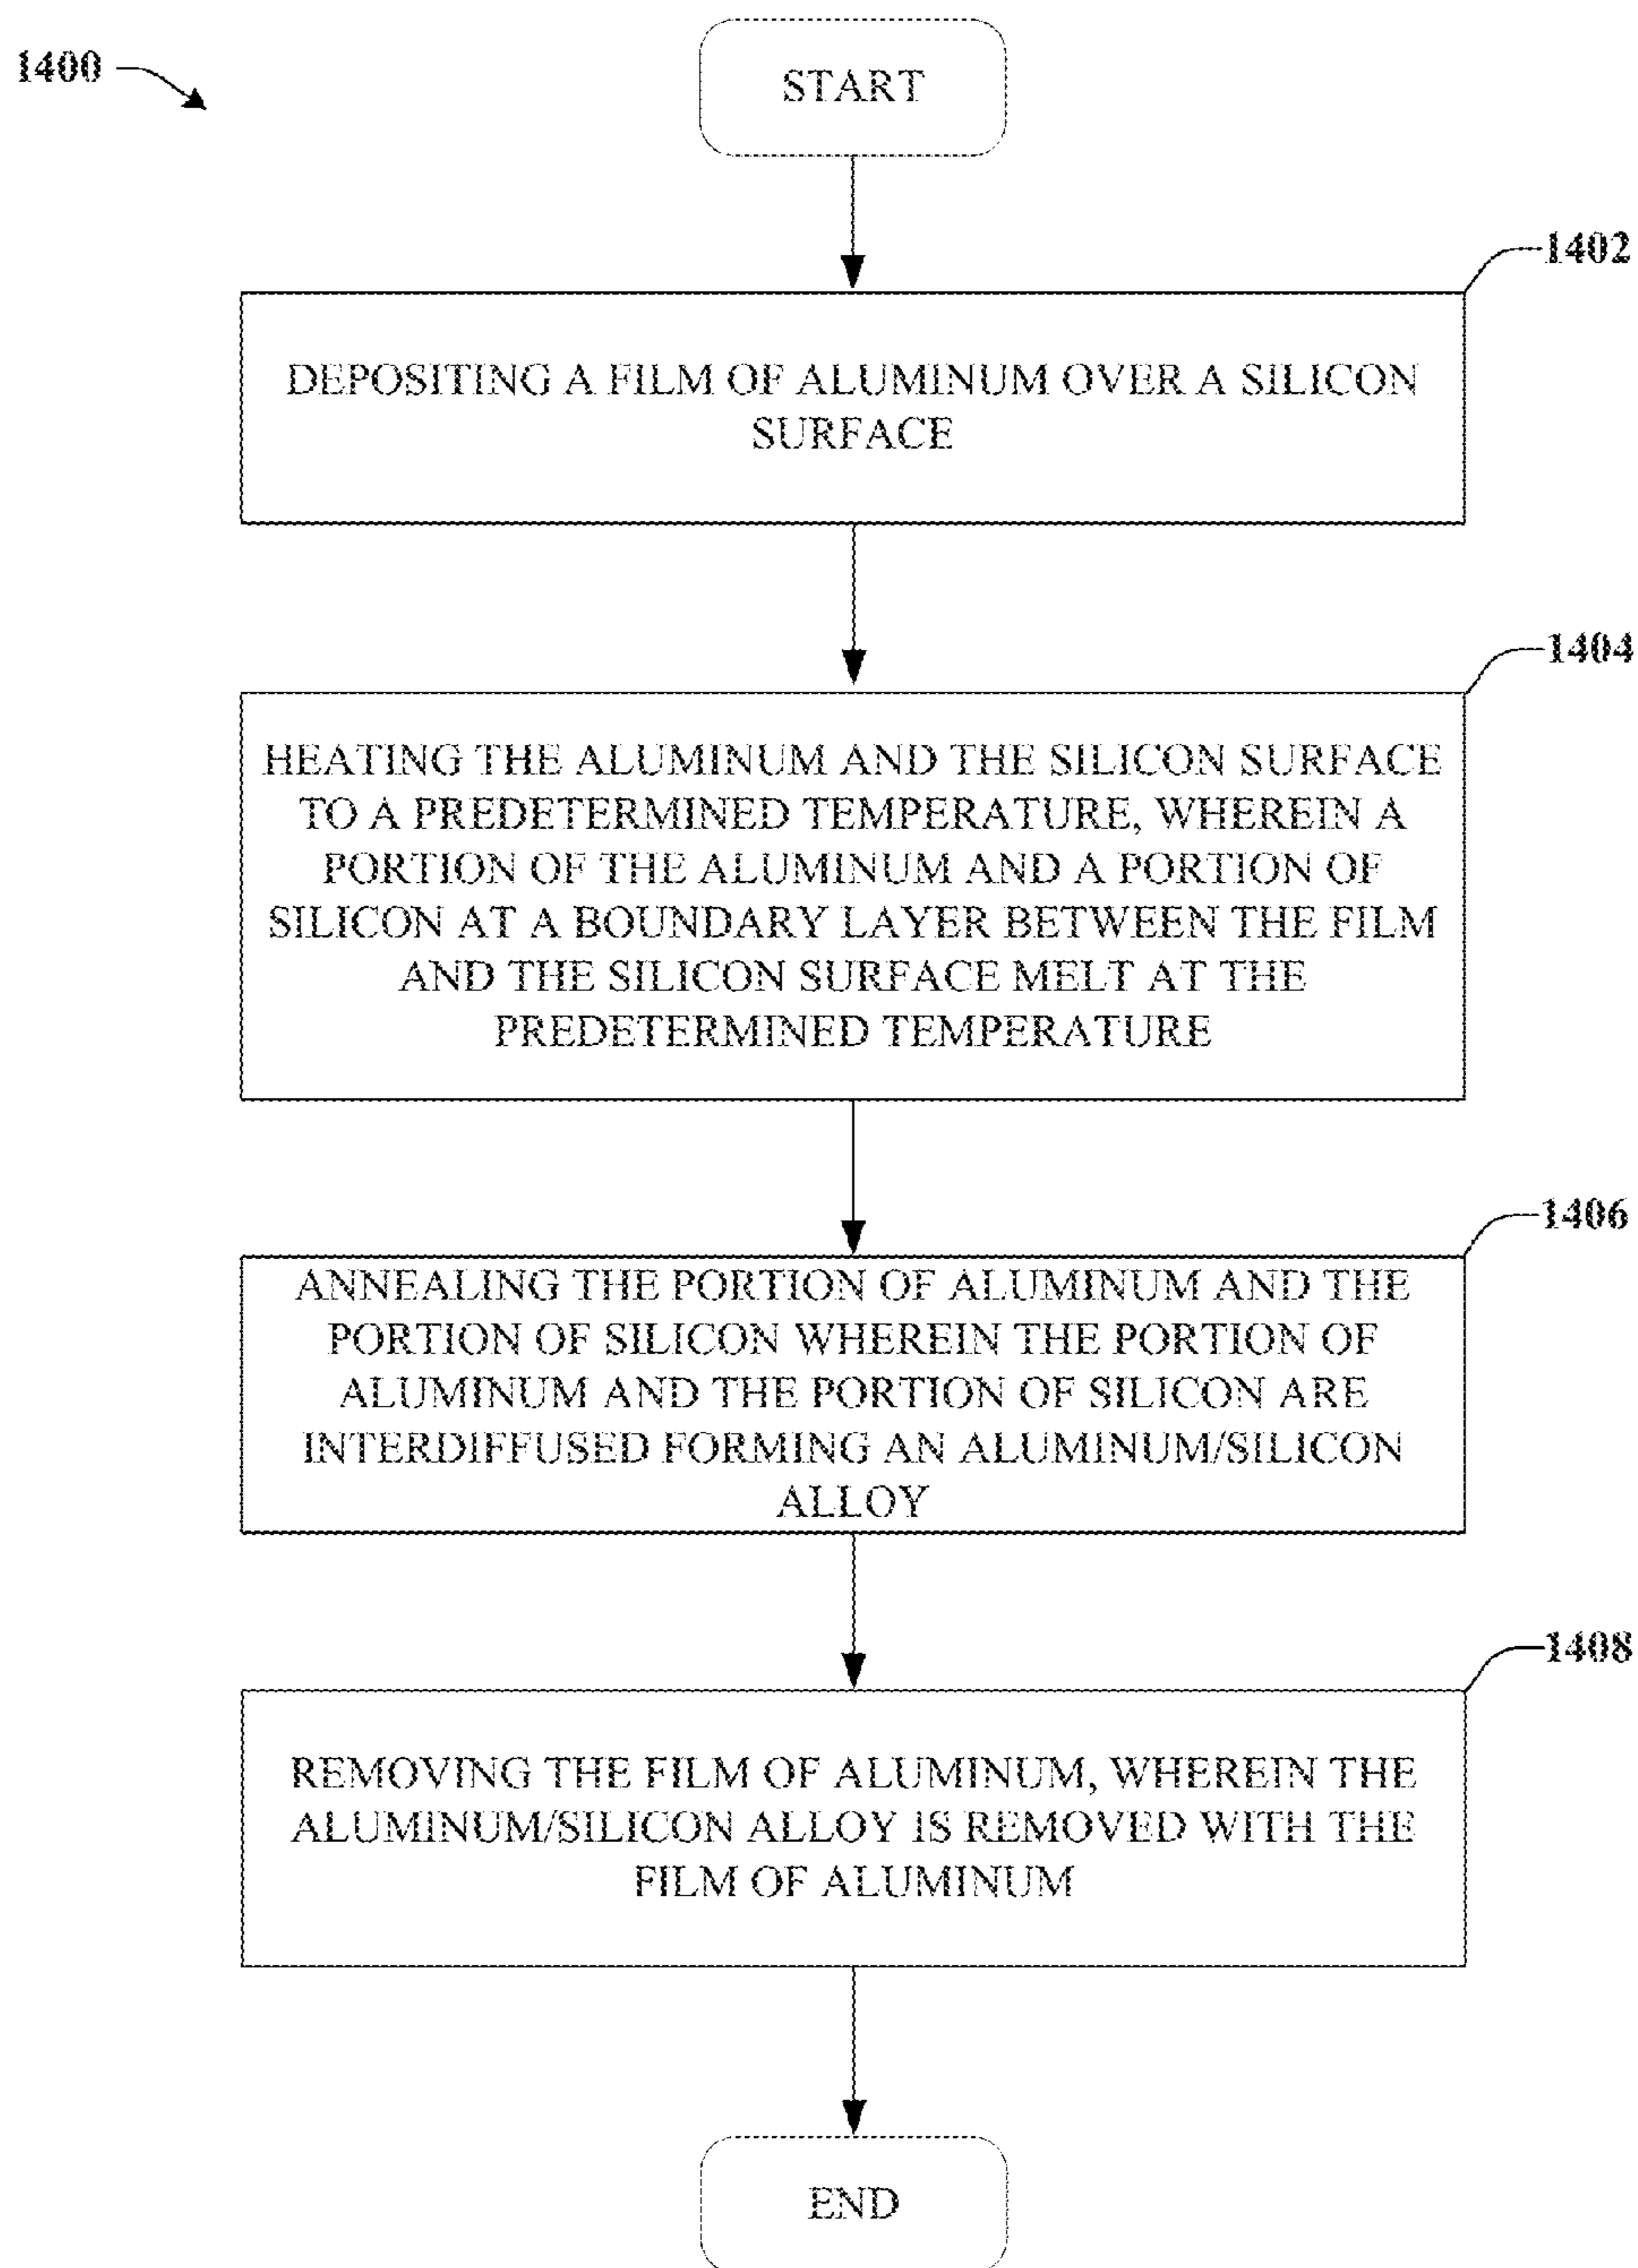 1400
START
1402
DEPOSITING A FILM OF ALUMINUM OVER A SILICON
SURFACE
1404
HEATING THE ALUMINUM AND THE SILICON SURFACE
TO A PREDETERMINED TEMPERATURE, WHEREIN A
PORTION OF THE ALUMINUM AND A PORTION OF
SILICON AT A BOUNDARY LAYER BETWEEN THE FILM
AND THE SILICON SURFACE MELT AT THE
PREDETERMINED TEMPERATURE
1406
ANNEALING THE PORTION OF ALUMINUM AND THE
PORTION OF SILICON WHEREIN THE PORTION OF
ALUMINUM AND THE PORTION OF SILICON ARE
INTERDIFFUSED FORMING AN ALUMINUM/SILICON
ALLOY
1408
REMOVING THE FILM OF ALUMINUM, WHEREIN THE
ALUMINUM/SILICON ALLOY IS REMOVED WITH THE
FILM OF ALUMINUM
END